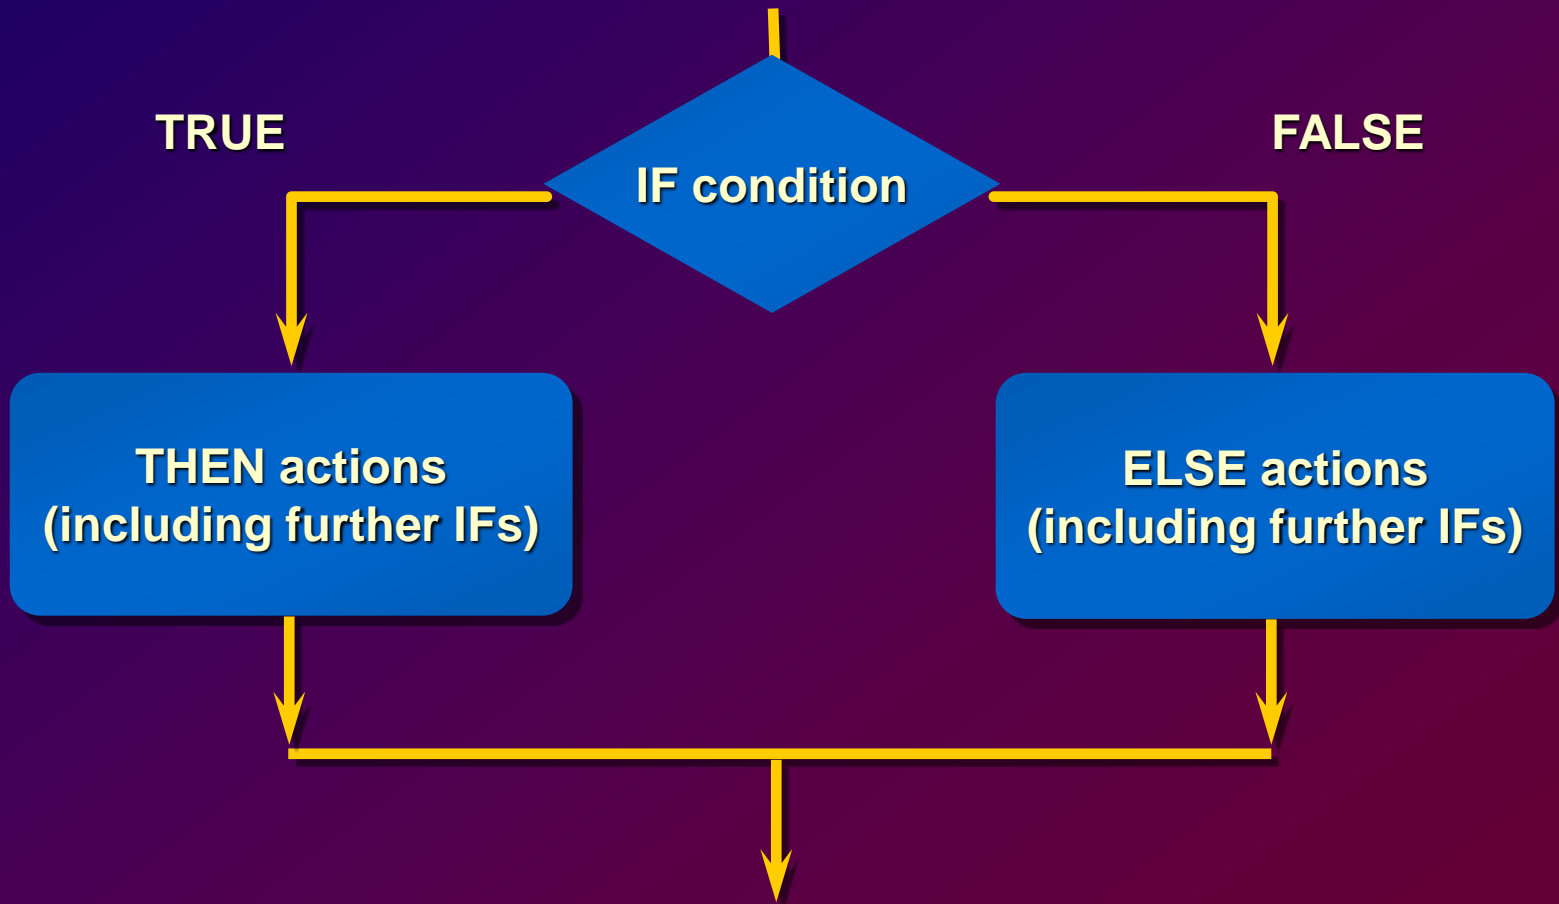 TRUE
FALSE
IF condition
THEN actions
(including further IFs)
ELSE actions
(including further IFs)